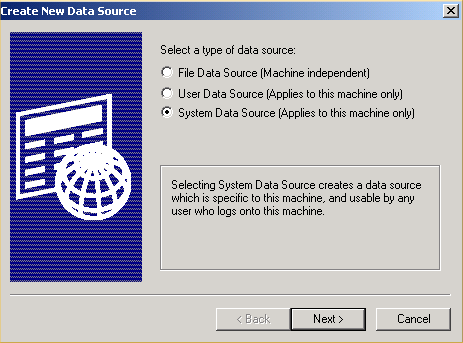 Create New Data Source
Select a type of data source:
File Data Source (Machine independent)
User Data Source (Applies to this machine only)
System Data Source (Applies to this machine only)
Selecting System Data Source creates a data source
which is specific to this machine, and usable by any
user who logs onto this machine.
< Back
Next >
Cancel